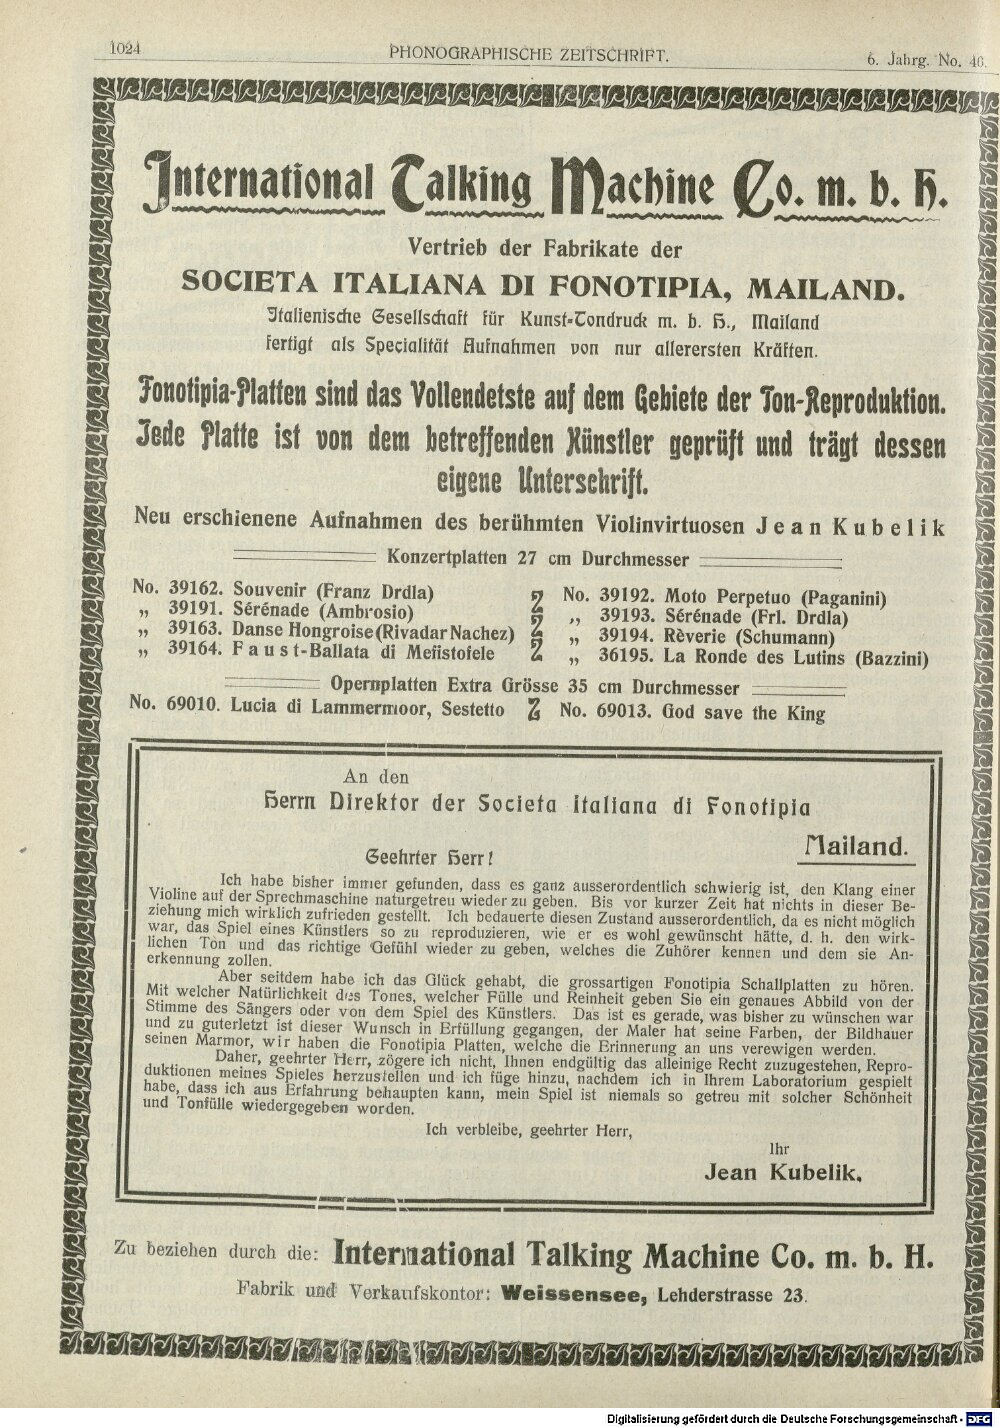 1024
PHONOGRAPHISCHE ZEITSCHRIFT.
6. Jahrg. No. 46.
International Talking Machine Co. m. b. H.
Vertrieb der Fabrikate der
SOCIETA ITALIANA DI FONOTIPIA, MAILAND.
Italienische Gesellschaft für Kunst-Tondruck m. b. H., Mailand
fertigt als Specialität Aufnahmen von nur allerersten Kräften.
Fonotipia-Platten sind das Vollendetste auf dem Gebiete der Ton-Reproduktion.
Jede Platte ist von dem betreffenden Künstler geprüft und trägt dessen
eigene Unterschrift.
Neu erschienene Aufnahmen des berühmten Violinvirtuosen Jean Kubelik
Konzertplatten 27 cm Durchmesser
No. 39162. Souvenir (Franz Drdla)
„ 39191. Sérénade (Ambrosio)
„ 39163. Danse Hongroise (Rivadar Nachez)
„ 39164. Faust-Ballata di Mefistofele
No. 39192. Moto Perpetuo (Paganini)
„ 39193. Sérénade (Frl. Drdla)
„ 39194. Rèverie (Schumann)
„ 36195. La Ronde des Lutins (Bazzini)
Opernplatten Extra Grösse 35 cm Durchmesser
No. 69010. Lucia di Lammermoor, Sestetto
No. 69013. God save the King
An den
Herrn Direktor der Societa italiana di Fonotipia
Mailand.
Geehrter Herr!
Ich habe bisher immer gefunden, dass es ganz ausserordentlich schwierig ist, den Klang einer
Violine auf der Sprechmaschine naturgetreu wieder zu geben. Bis vor kurzer Zeit hat nichts in dieser Be-
ziehung mich wirklich zufrieden gestellt. Ich bedauerte diesen Zustand ausserordentlich, da es nicht möglich
war, das Spiel eines Künstlers so zu reproduzieren, wie er es wohl gewünscht hätte, d. h. den wirk-
lichen Ton und das richtige Gefühl wieder zu geben, welches die Zuhörer kennen und dem sie An-
erkennung zollen.
Aber seitdem habe ich das Glück gehabt, die grossartigen Fonotipia Schallplatten zu hören.
Mit welcher Natürlichkeit des Tones, welcher Fülle und Reinheit geben Sie ein genaues Abbild von der
Stimme des Sängers oder von dem Spiel des Künstlers. Das ist es gerade, was bisher zu wünschen war
und zu guterletzt ist dieser Wunsch in Erfüllung gegangen, der Maler hat seine Farben, der Bildhauer
seinen Marmor, wir haben die Fonotipia Platten, welche die Erinnerung an uns verewigen werden.
Daher, geehrter Herr, zögere ich nicht, Ihnen endgültig das alleinige Recht zuzugestehen, Repro-
duktionen meines Spieles herzustellen und ich füge hinzu, nachdem ich in Ihrem Laboratorium gespielt
habe, dass ich aus Erfahrung behaupten kann, mein Spiel ist niemals so getreu mit solcher Schönheit
und Tonfülle wiedergegeben worden.
Ich verbleibe, geehrter Herr,
Ihr
Jean Kubelik.
Zu beziehen durch die: International Talking Machine Co. m. b. H.
Fabrik und Verkaufskontor: Weissensee, Lehderstrasse 23.
Digitalisierung gefördert durch die Deutsche Forschungsgemeinschaft - DFG